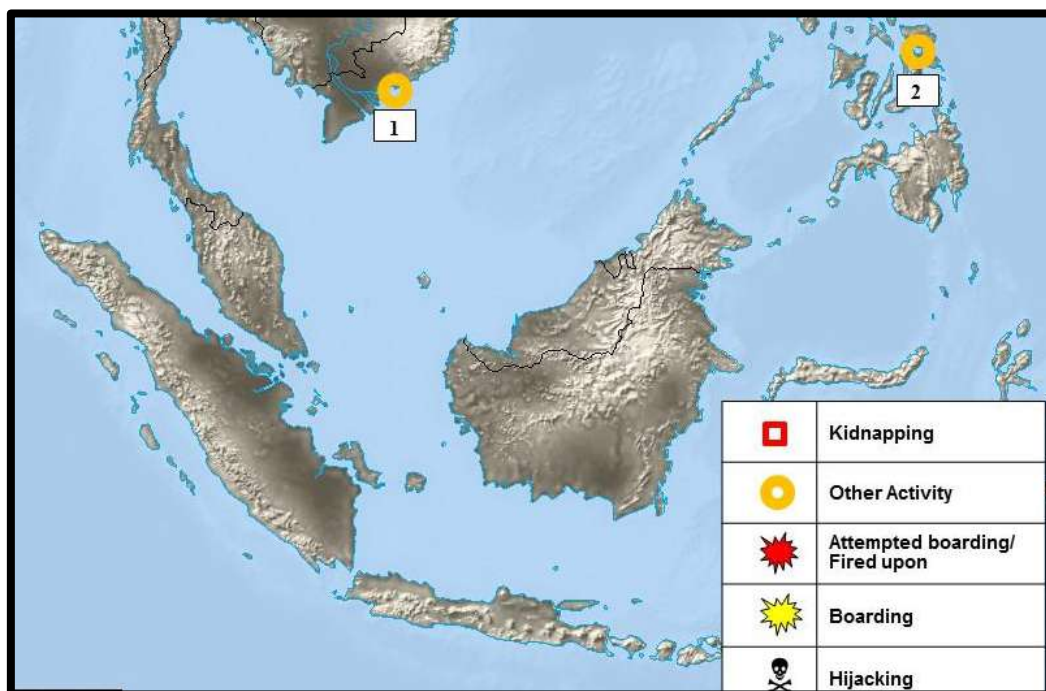 1
2
Kidnapping
Other Activity
Attempted boarding/
Fired upon
Boarding
Hijacking